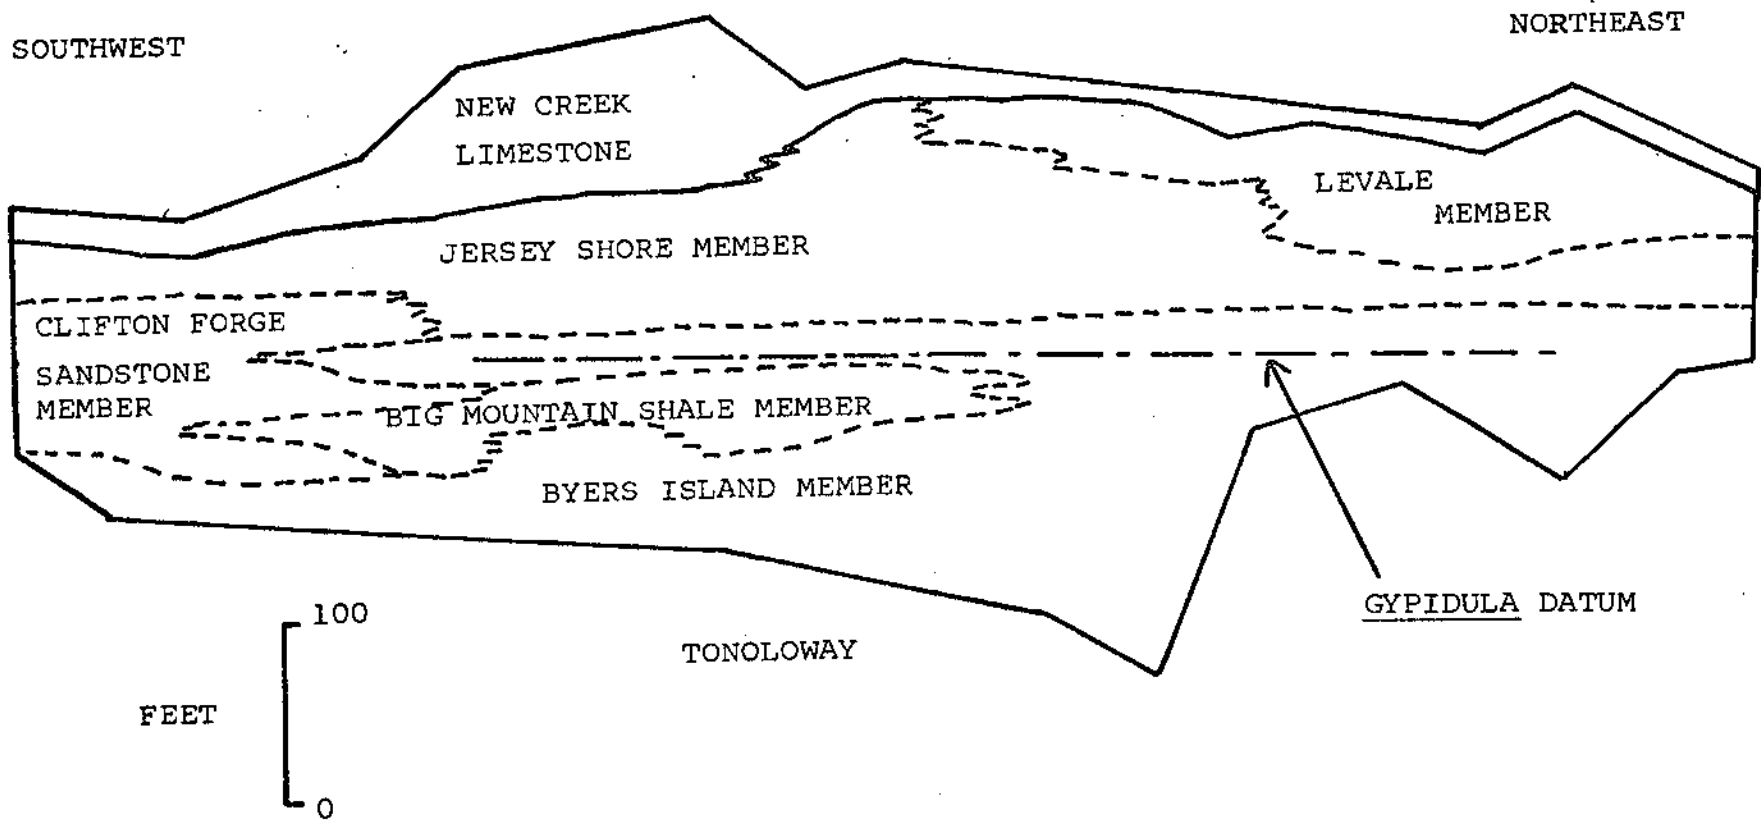 SOUTHWEST
NORTHEAST
NEW CREEK
LIMESTONE
LEVALE
MEMBER
JERSEY SHORE MEMBER
CLIFTON FORGE
SANDSTONE
MEMBER
BIG MOUNTAIN SHALE MEMBER
BYERS ISLAND MEMBER
GYPIDULA DATUM
TONOLOWAY
100
FEET
0